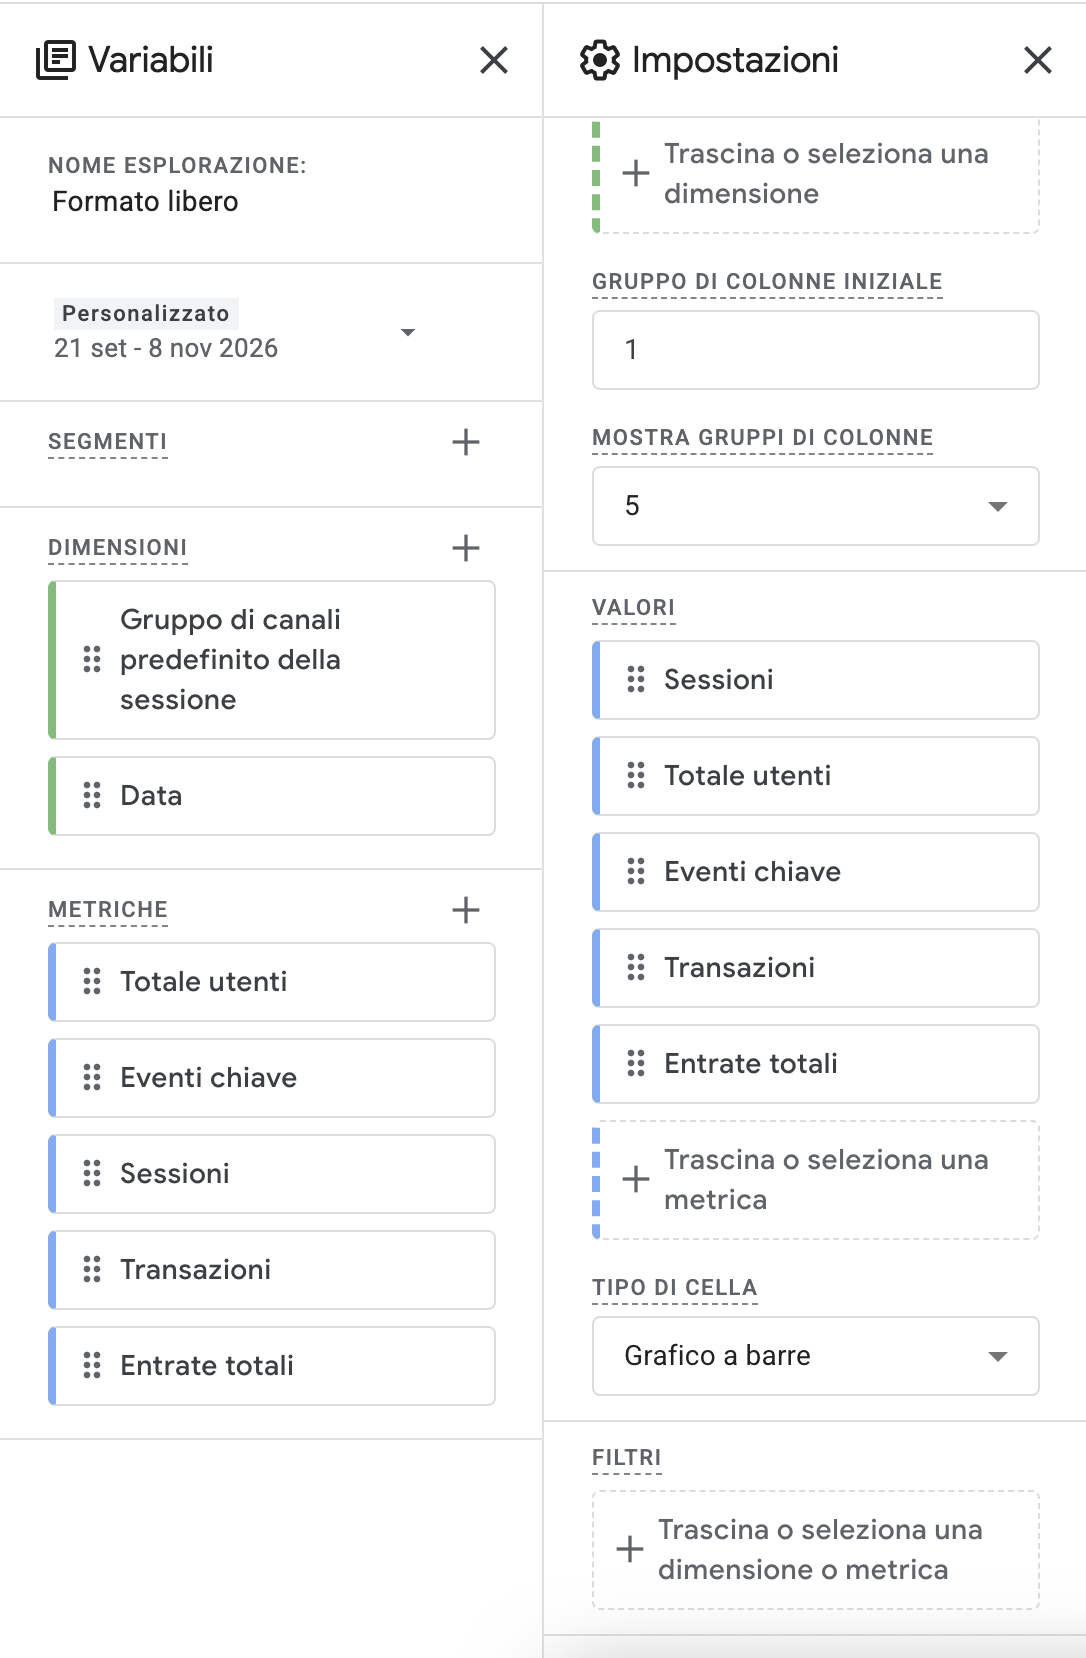 Variabili
NOME ESPLORAZIONE:
Formato libero
Personalizzato
21 set - 8 nov 2026
SEGMENTI
DIMENSIONI
Gruppo di canali
predefinito della
sessione
Data
METRICHE
Totale utenti
Eventi chiave
Sessioni
Transazioni
Entrate totali
Impostazioni
Trascina o seleziona una
dimensione
GRUPPO DI COLONNE INIZIALE
1
MOSTRA GRUPPI DI COLONNE
5
VALORI
Sessioni
Totale utenti
Eventi chiave
Transazioni
Entrate totali
Trascina o seleziona una
metrica
TIPO DI CELLA
Grafico a barre
FILTRI
Trascina o seleziona una
dimensione o metrica